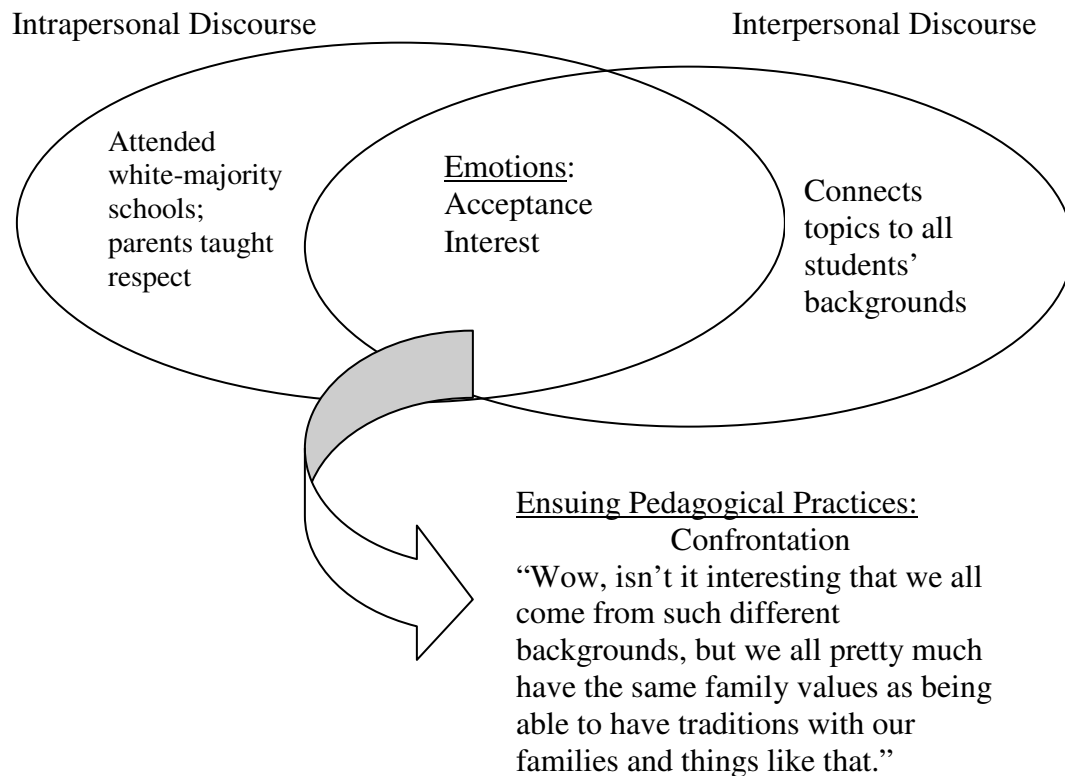 Intrapersonal Discourse
Interpersonal Discourse
Attended
white-majority
schools;
parents taught
respect
Emotions:
Acceptance
Interest
Connects
topics to all
students’
backgrounds
Ensuing Pedagogical Practices:
Confrontation
“Wow, isn’t it interesting that we all
come from such different
backgrounds, but we all pretty much
have the same family values as being
able to have traditions with our
families and things like that.”